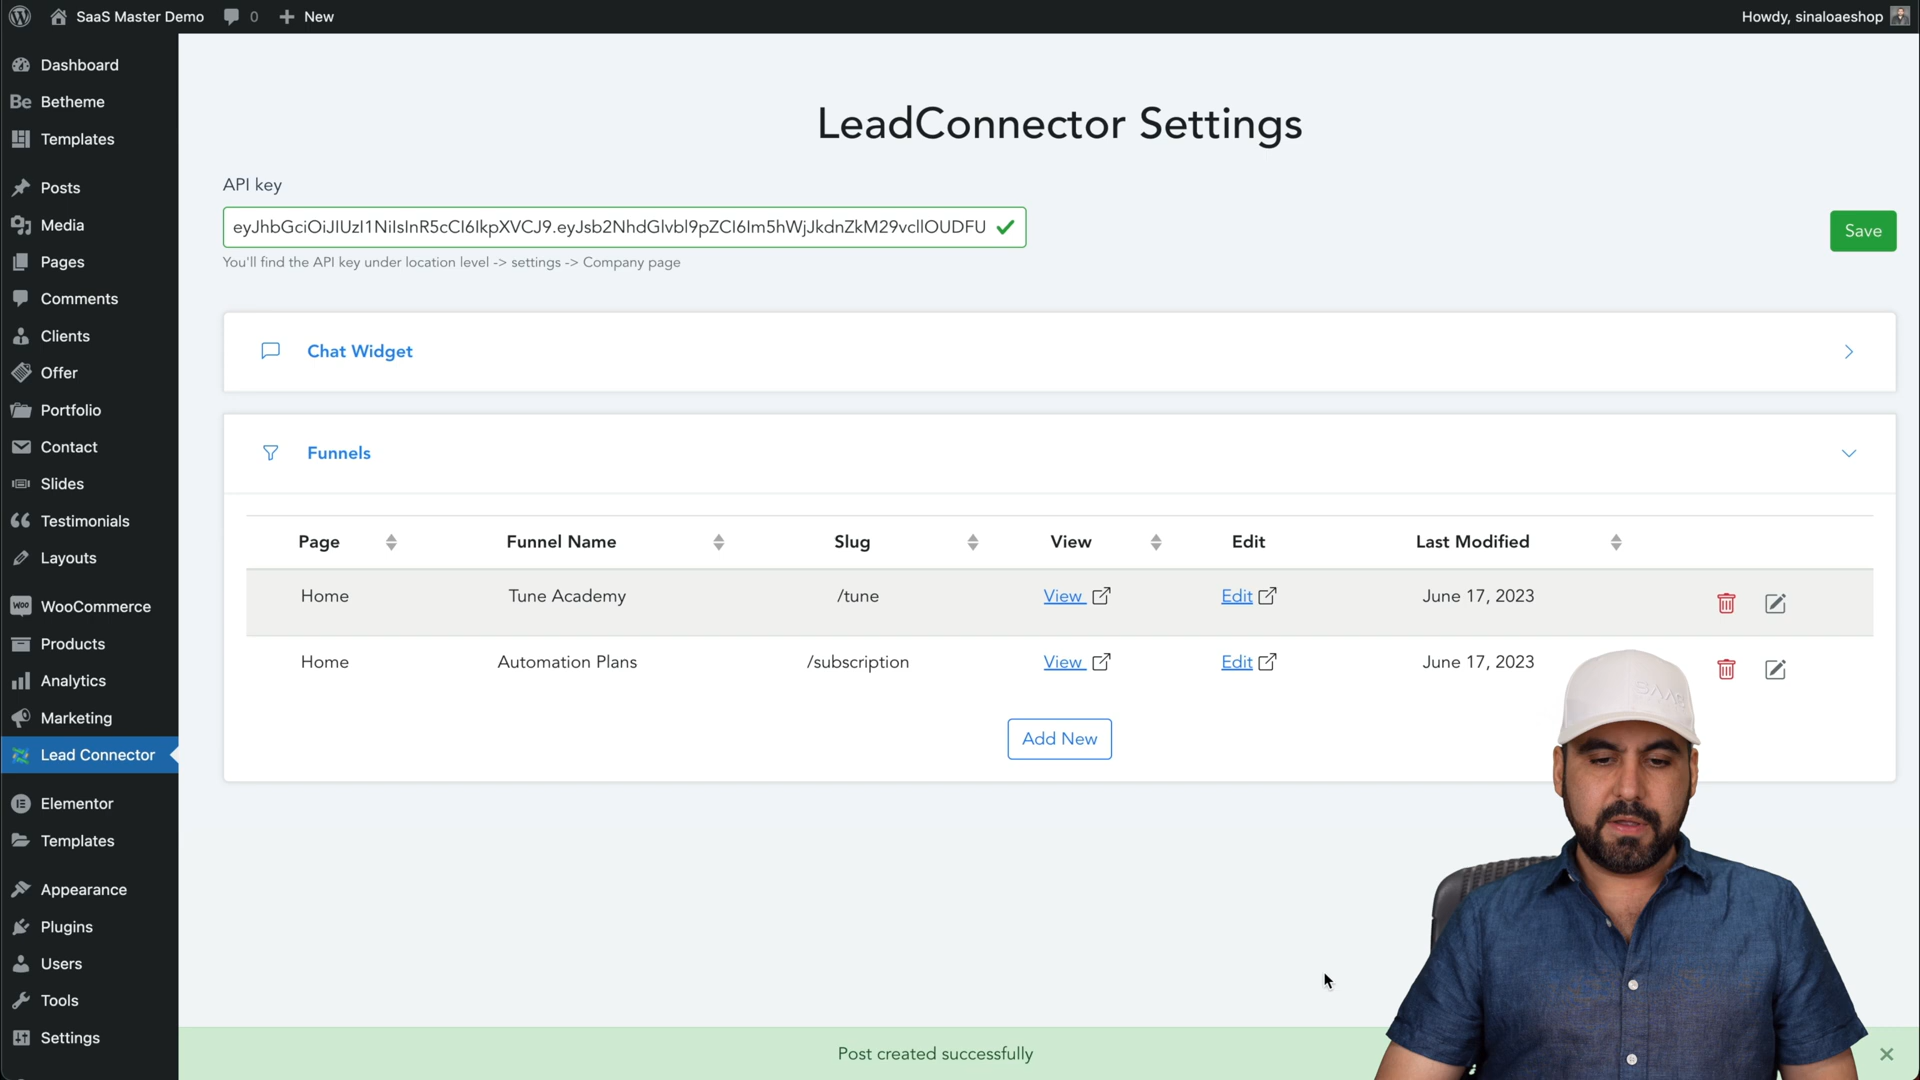 SaaS Master Demo 0 New Howdy, sinaloaeshop
Dashboard
Be Betheme
Templates
Posts
Media
Pages
Comments
Clients
Offer
Portfolio
Contact
Slides
Testimonials
Layouts
WooCommerce
Products
Analytics
Marketing
Lead Connector
Elementor
Templates
Appearance
Plugins
Users
Tools
Settings
LeadConnector Settings
API key
Save
You'll find the API key under location level -> settings -> Company page
Chat Widget
Funnels
Page Funnel Name Slug View Edit Last Modified
Home Tune Academy /tune View Edit June 17, 2023
Home Automation Plans /subscription View Edit June 17, 2023
Add New
Post created successfully